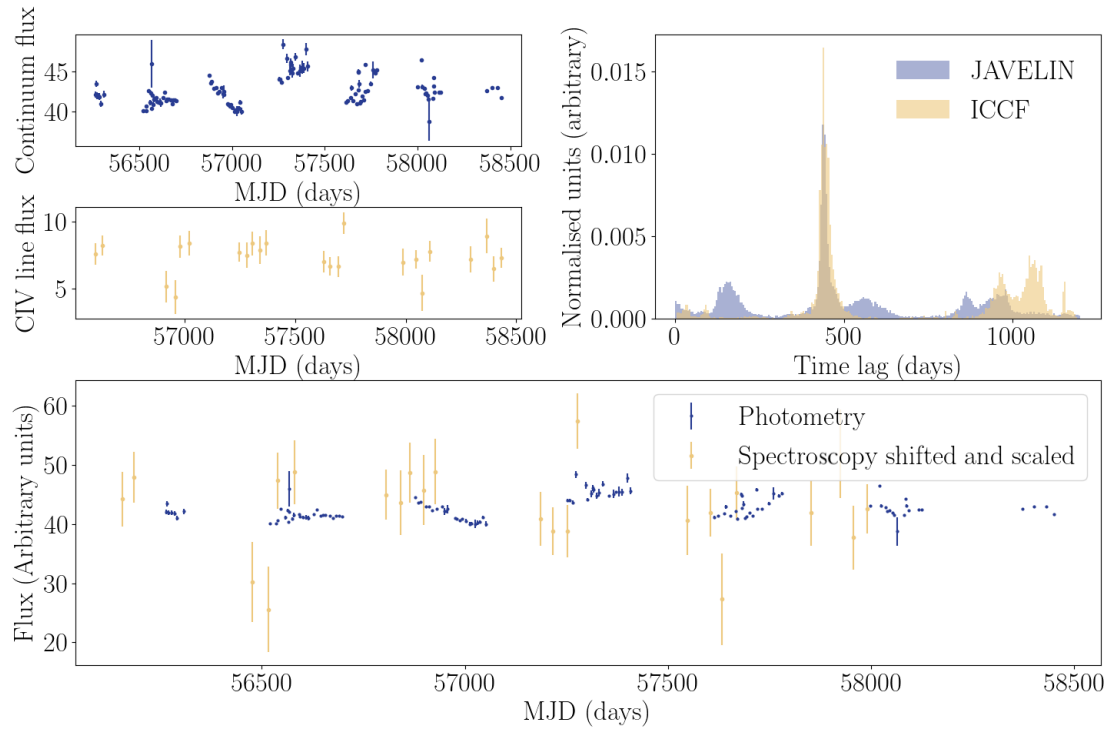 Continuum flux
45
40
56500 57000 57500 58000 58500
MJD (days)
CIV line flux
10
5
57000 57500 58000 58500
MJD (days)
Normalised units (arbitrary)
0.015
0.010
0.005
0.000
JAVELIN
ICCF
0 500 1000
Time lag (days)
Flux (Arbitrary units)
60
50
40
30
20
Photometry
Spectroscopy shifted and scaled
56500 57000 57500 58000 58500
MJD (days)